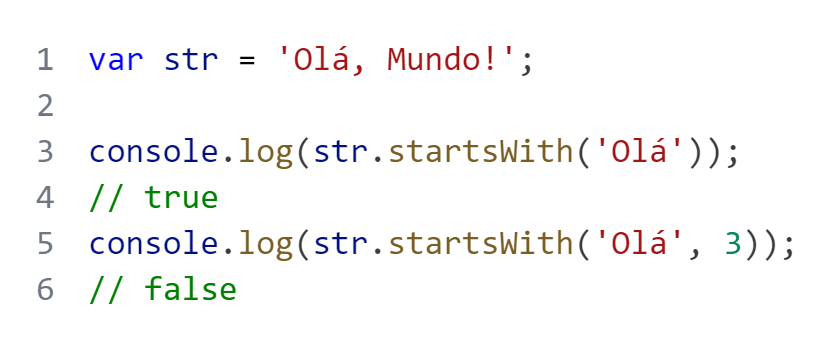 1 var str = 'Olá, Mundo!';
2
3 console.log(str.startsWith('Olá'));
4 // true
5 console.log(str.startsWith('Olá', 3));
6 // false